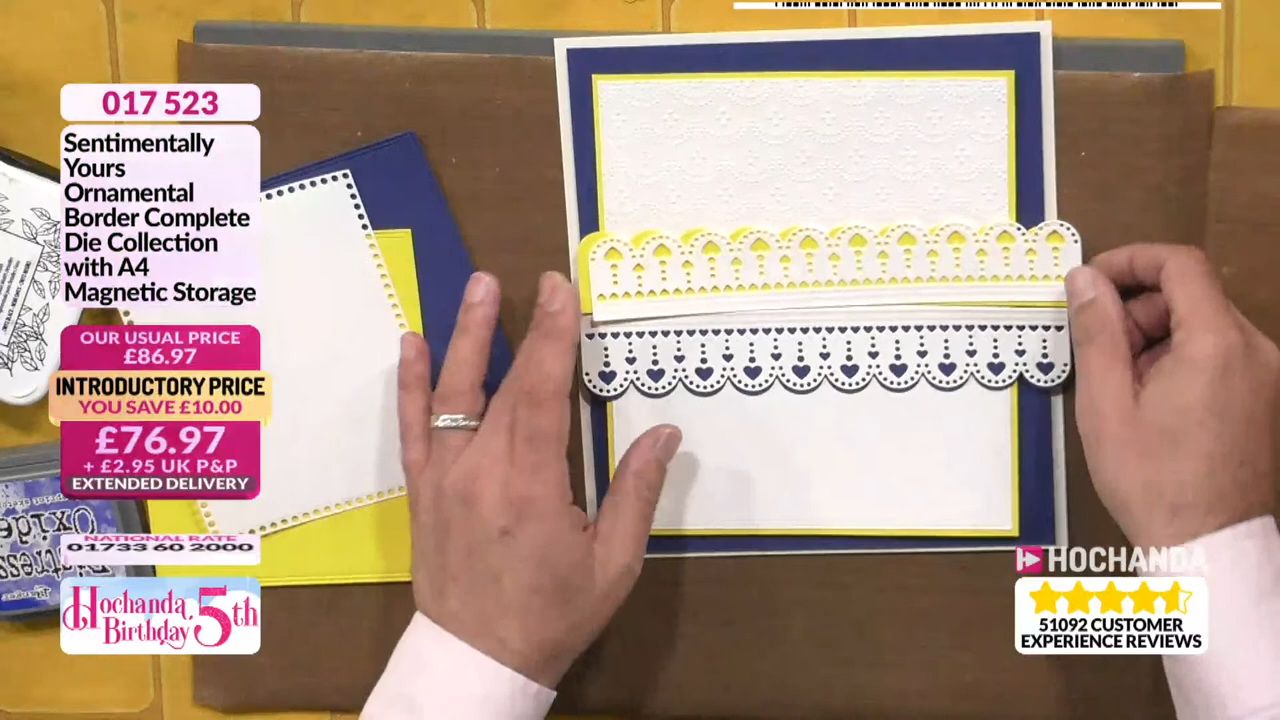 017 523
Sentimentally
Yours
Ornamental
Border Complete
Die Collection
with A4
Magnetic Storage
OUR USUAL PRICE
£86.97
INTRODUCTORY PRICE
YOU SAVE £10.00
£76.97
+ £2.95 UK P&P
EXTENDED DELIVERY
NATIONAL RATE
01733 60 2000
Hochanda
Birthday 5th
Distress
Oxide
HOCHANDA
51092 CUSTOMER
EXPERIENCE REVIEWS